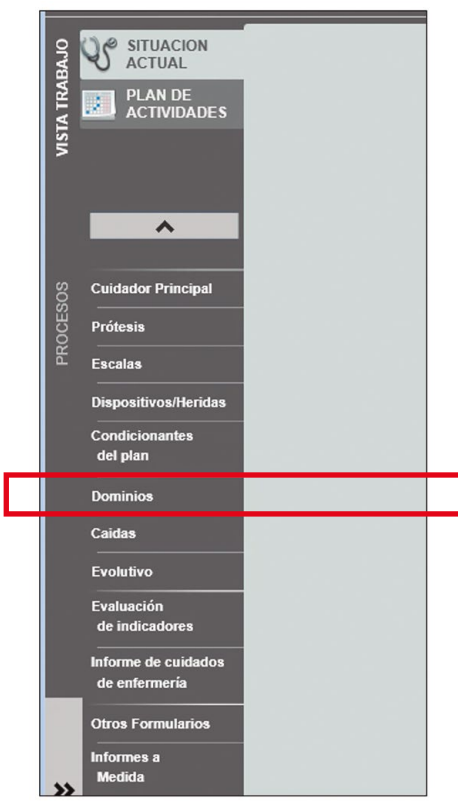 VISTA TRABAJO
SITUACION
ACTUAL
PLAN DE
ACTIVIDADES
PROCESOS
Cuidador Principal
Prótesis
Escalas
Dispositivos/Heridas
Condicionantes
del plan
Dominios
Caidas
Evolutivo
Evaluación
de indicadores
Informe de cuidados
de enfermería
Otros Formularios
Informes a
Medida